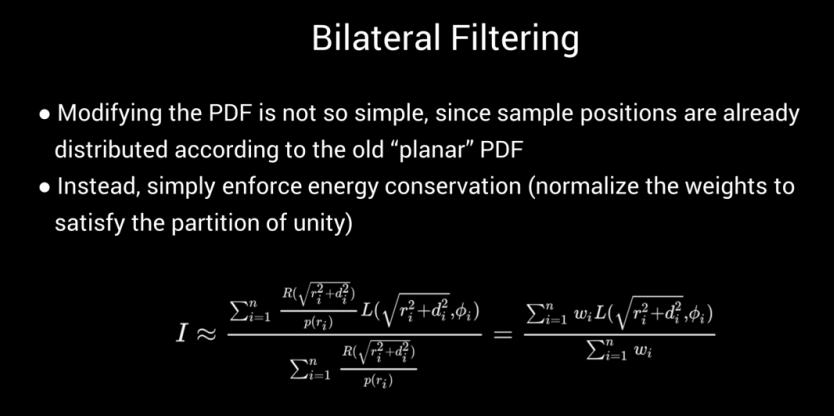 Bilateral Filtering
● Modifying the PDF is not so simple, since sample positions are already
distributed according to the old “planar” PDF
● Instead, simply enforce energy conservation (normalize the weights to
satisfy the partition of unity)
I ≈ \frac{\sum_{i=1}^{n} \frac{R(\sqrt{r_i^2+d_i^2})}{p(r_i)} L(\sqrt{r_i^2+d_i^2},\phi_i)}{\sum_{i=1}^{n} \frac{R(\sqrt{r_i^2+d_i^2})}{p(r_i)}} = \frac{\sum_{i=1}^{n} w_i L(\sqrt{r_i^2+d_i^2},\phi_i)}{\sum_{i=1}^{n} w_i}